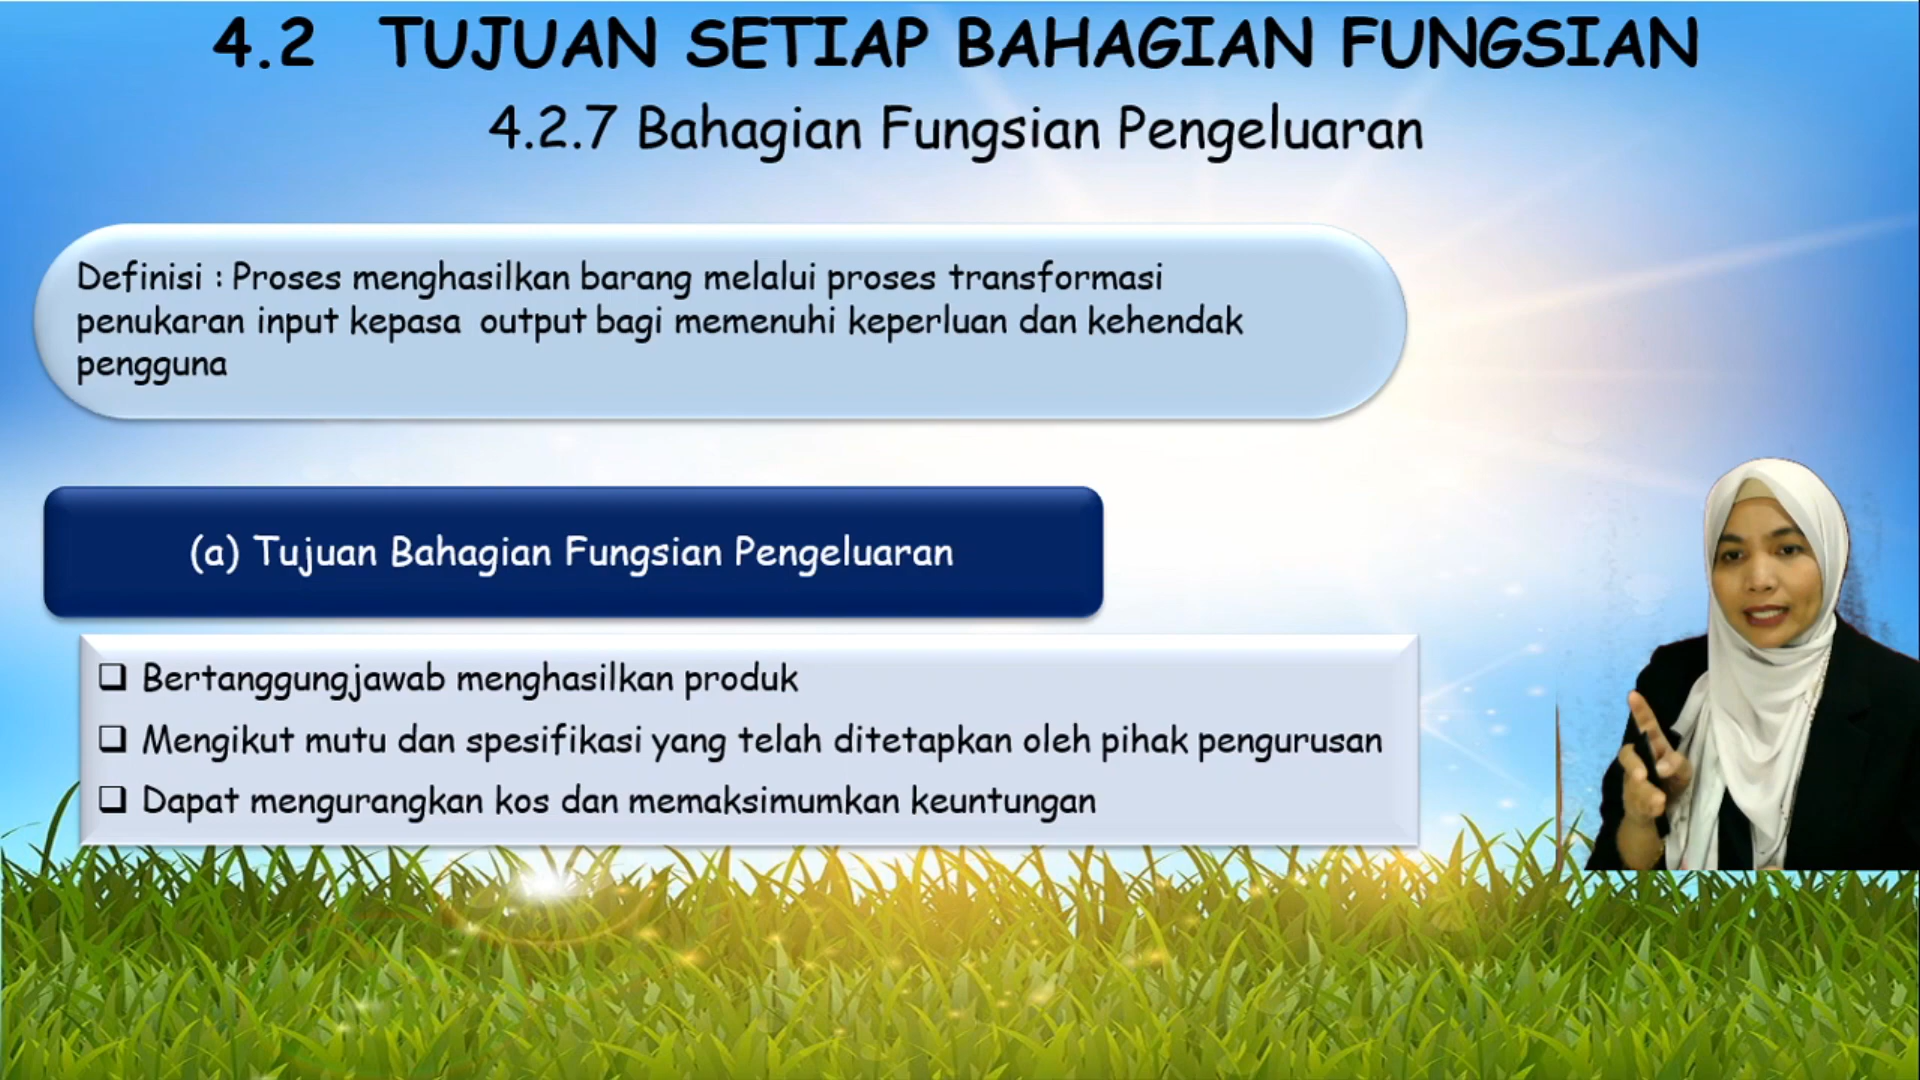 4.2 TUJUAN SETIAP BAHAGIAN FUNGSIAN
4.2.7 Bahagian Fungsian Pengeluaran
Definisi : Proses menghasilkan barang melalui proses transformasi
penukaran input kepasa output bagi memenuhi keperluan dan kehendak
pengguna
(a) Tujuan Bahagian Fungsian Pengeluaran
❑ Bertanggungjawab menghasilkan produk
❑ Mengikut mutu dan spesifikasi yang telah ditetapkan oleh pihak pengurusan
❑ Dapat mengurangkan kos dan memaksimumkan keuntungan